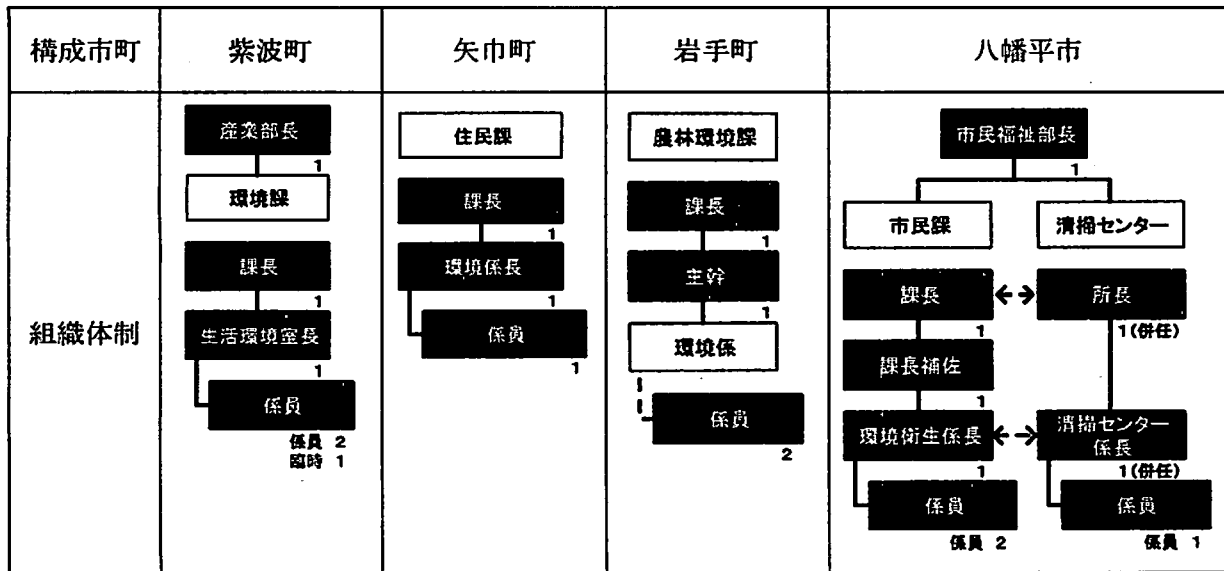 構成市町
紫波町
矢巾町
岩手町
八幡平市
組織体制
産業部長
1
環境課
課長
1
生活環境室長
1
係員
係員 2
臨時 1
住民課
課長
1
環境係長
1
係員
1
農林環境課
課長
1
主幹
1
環境係
係員
2
市民福祉部長
1
市民課
清掃センター
課長
1
所長
1(併任)
課長補佐
1
環境衛生係長
1
清掃センター
係長
1(併任)
係員
係員 2
係員
係員 1